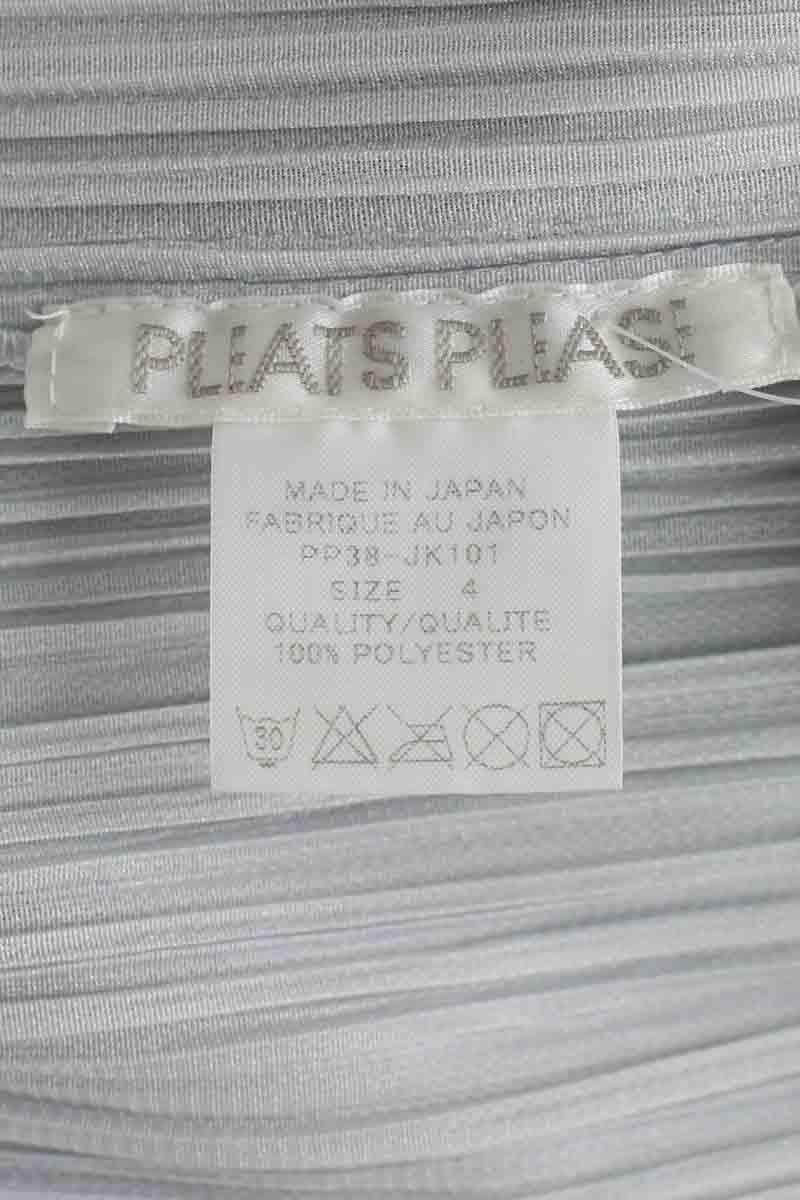 PLEATS PLEASE
MADE IN JAPAN
FABRIQUE AU JAPON
PP38-JK101
SIZE 4
QUALITY/QUALITE
100% POLYESTER
30